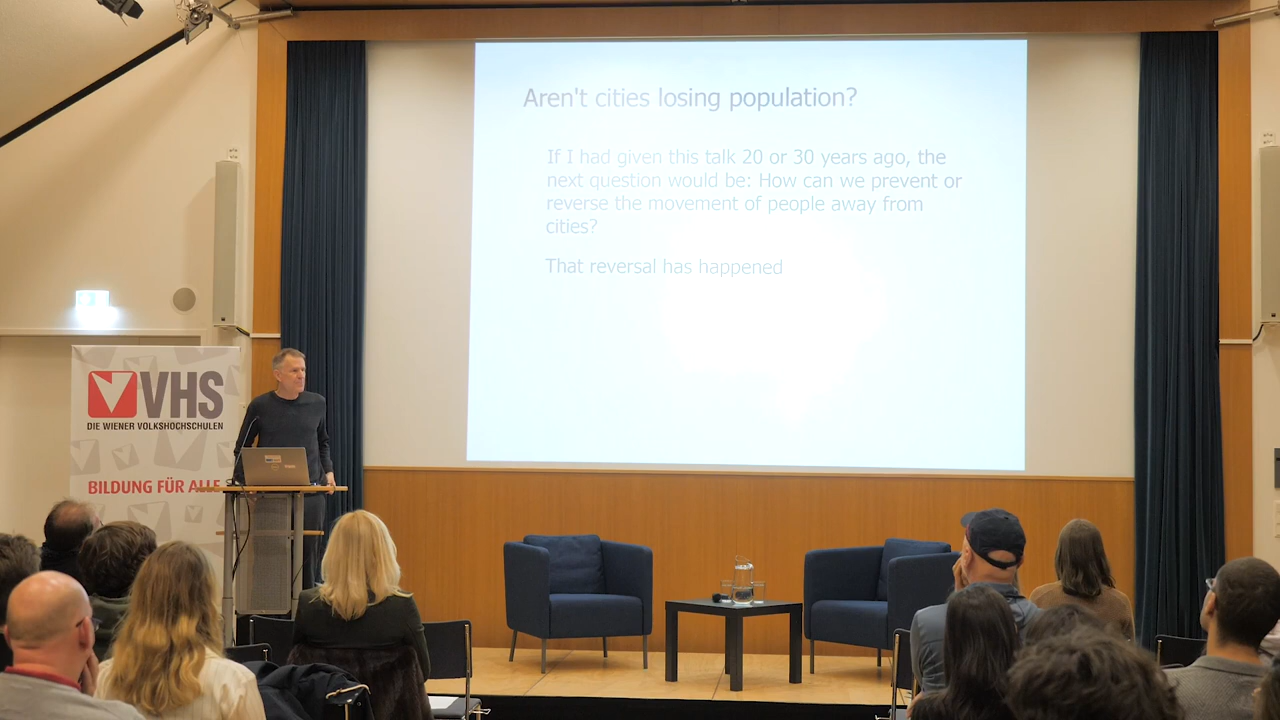 Aren't cities losing population?
If I had given this talk 20 or 30 years ago, the
next question would be: How can we prevent or
reverse the movement of people away from
cities?
That reversal has happened
VHS
DIE WIENER VOLKSHOCHSCHULEN
BILDUNG FÜR ALLE